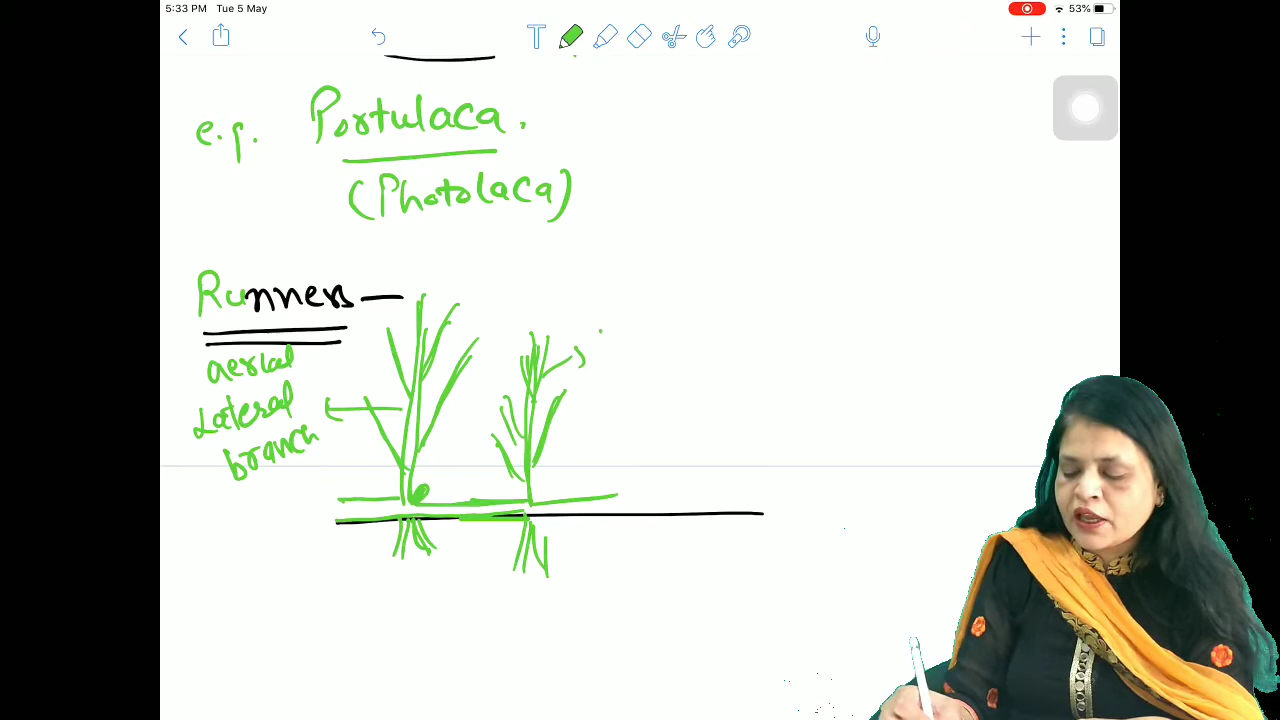 5:33 PM Tue 5 May
53%
T
e.g. Portulaca.
(Photolaca)
Runners —
aerial
Lateral
branch